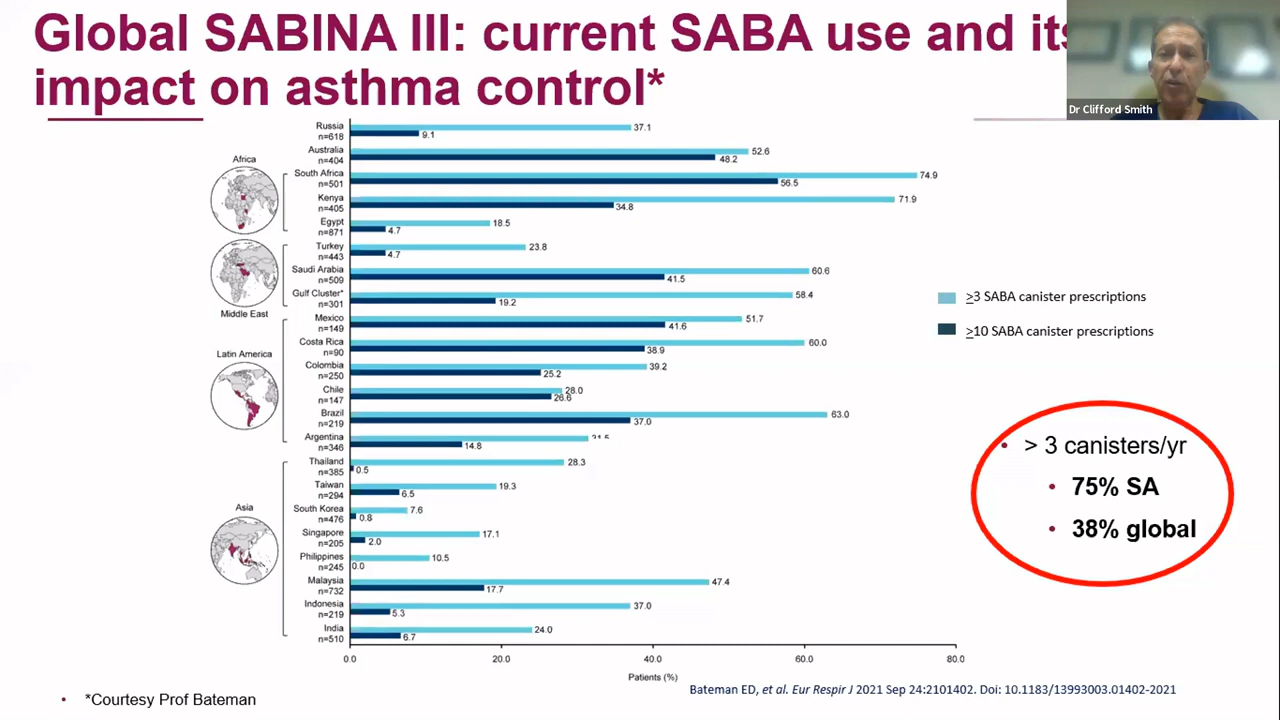 Global SABINA III: current SABA use and its
impact on asthma control*
Dr Clifford Smith
Africa
Middle East
Latin America
Asia
Russia
n=618
37.1
9.1
Australia
n=404
52.6
48.2
South Africa
n=501
74.9
56.5
Kenya
n=405
71.9
34.8
Egypt
n=871
18.5
4.7
Turkey
n=443
23.8
4.7
Saudi Arabia
n=509
60.6
41.5
Gulf Cluster*
n=301
58.4
19.2
Mexico
n=149
51.7
41.6
Costa Rica
n=90
60.0
38.9
Colombia
n=250
39.2
25.2
Chile
n=147
28.0
26.6
Brazil
n=219
63.0
37.0
Argentina
n=346
14.8
Thailand
n=385
28.3
0.5
Taiwan
n=294
19.3
6.5
South Korea
n=476
7.6
0.8
Singapore
n=205
17.1
2.0
Philippines
n=245
10.5
0.0
Malaysia
n=732
47.4
17.7
Indonesia
n=219
37.0
5.3
India
n=510
24.0
6.7
0.0 20.0 40.0 60.0 80.0
Patients (%)
≥3 SABA canister prescriptions
≥10 SABA canister prescriptions
• > 3 canisters/yr
• 75% SA
• 38% global
Bateman ED, et al. Eur Respir J 2021 Sep 24:2101402. Doi: 10.1183/13993003.01402-2021
• *Courtesy Prof Bateman